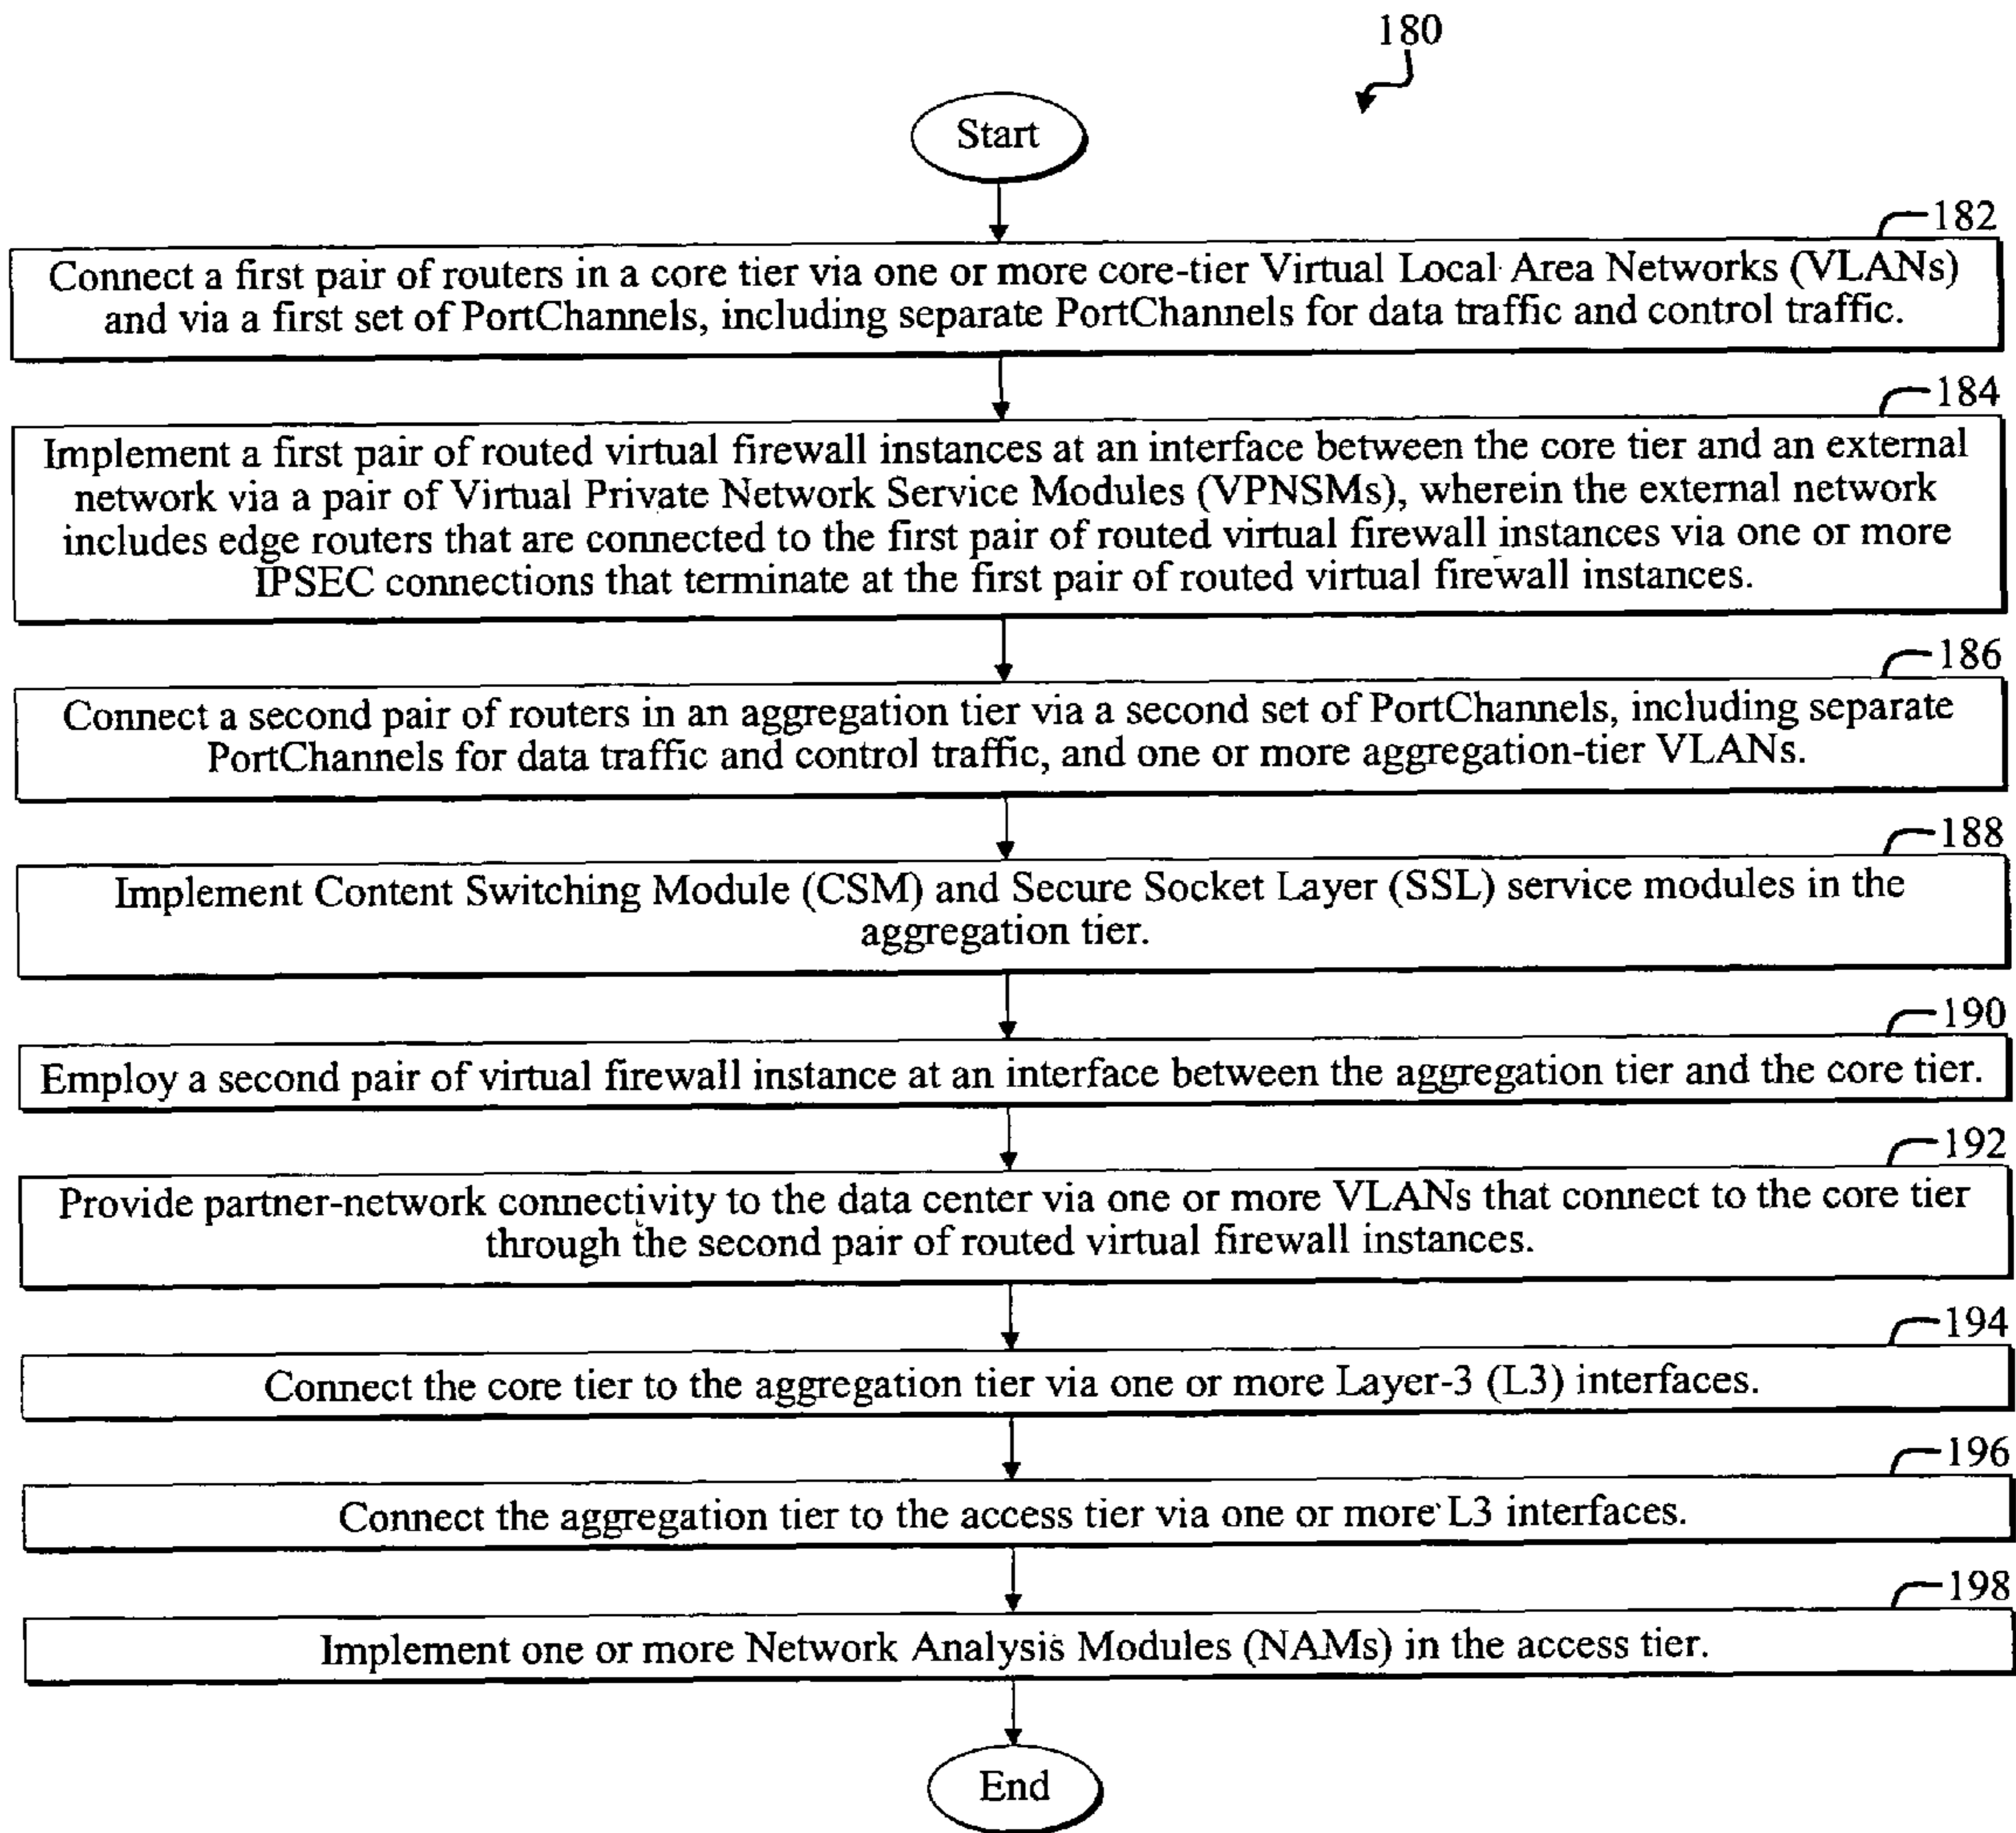 180
Start
182
Connect a first pair of routers in a core tier via one or more core-tier Virtual Local Area Networks (VLANs)
and via a first set of PortChannels, including separate PortChannels for data traffic and control traffic.
184
Implement a first pair of routed virtual firewall instances at an interface between the core tier and an external
network via a pair of Virtual Private Network Service Modules (VPNSMs), wherein the external network
includes edge routers that are connected to the first pair of routed virtual firewall instances via one or more
IPSEC connections that terminate at the first pair of routed virtual firewall instances.
186
Connect a second pair of routers in an aggregation tier via a second set of PortChannels, including separate
PortChannels for data traffic and control traffic, and one or more aggregation-tier VLANs.
188
Implement Content Switching Module (CSM) and Secure Socket Layer (SSL) service modules in the
aggregation tier.
190
Employ a second pair of virtual firewall instance at an interface between the aggregation tier and the core tier.
192
Provide partner-network connectivity to the data center via one or more VLANs that connect to the core tier
through the second pair of routed virtual firewall instances.
194
Connect the core tier to the aggregation tier via one or more Layer-3 (L3) interfaces.
196
Connect the aggregation tier to the access tier via one or more L3 interfaces.
198
Implement one or more Network Analysis Modules (NAMs) in the access tier.
End